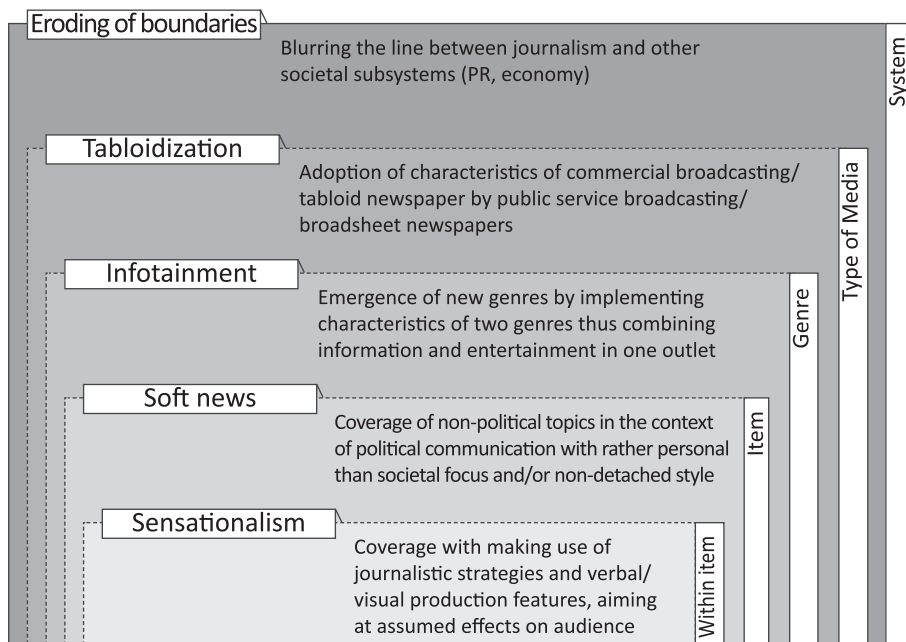 Eroding of boundaries
Blurring the line between journalism and other
societal subsystems (PR, economy)
System
Tabloidization
Adoption of characteristics of commercial broadcasting/
tabloid newspaper by public service broadcasting/
broadsheet newspapers
Type of Media
Infotainment
Emergence of new genres by implementing
characteristics of two genres thus combining
information and entertainment in one outlet
Genre
Soft news
Coverage of non-political topics in the context
of political communication with rather personal
than societal focus and/or non-detached style
Item
Sensationalism
Coverage with making use of
journalistic strategies and verbal/
visual production features, aiming
at assumed effects on audience
Within item